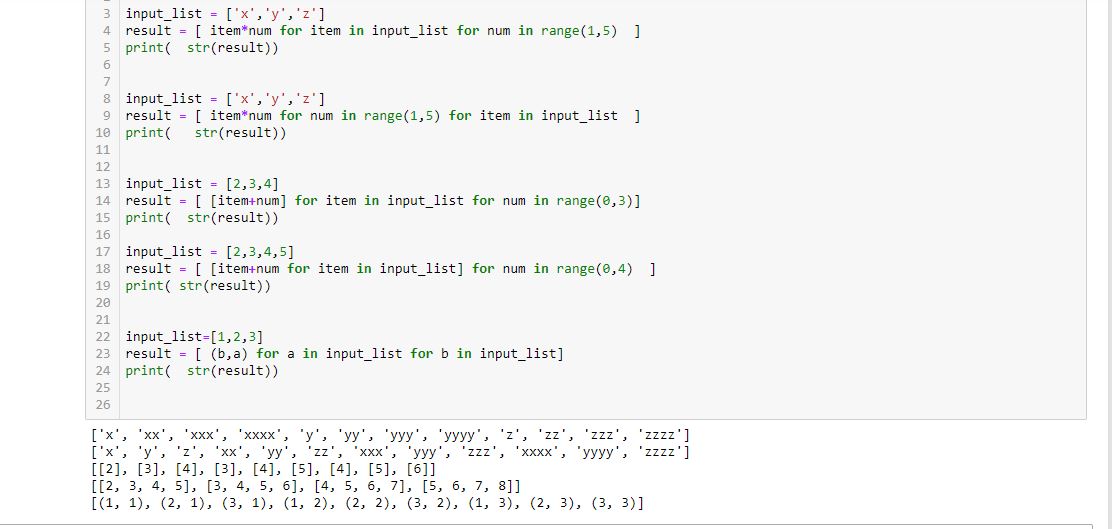 3 input_list = ['x','y','z']
4 result = [ item*num for item in input_list for num in range(1,5)  ]
5 print(  str(result))
6
7
8 input_list = ['x','y','z']
9 result = [ item*num for num in range(1,5) for item in input_list  ]
10 print(   str(result))
11
12
13 input_list = [2,3,4]
14 result = [ [item+num] for item in input_list for num in range(0,3)]
15 print(  str(result))
16
17 input_list = [2,3,4,5]
18 result = [ [item+num for item in input_list] for num in range(0,4)  ]
19 print( str(result))
20
21
22 input_list=[1,2,3]
23 result = [ (b,a) for a in input_list for b in input_list]
24 print(  str(result))
25
26
['x', 'xx', 'xxx', 'xxxx', 'y', 'yy', 'yyy', 'yyyy', 'z', 'zz', 'zzz', 'zzzz']
['x', 'y', 'z', 'xx', 'yy', 'zz', 'xxx', 'yyy', 'zzz', 'xxxx', 'yyyy', 'zzzz']
[[2], [3], [4], [3], [4], [5], [4], [5], [6]]
[[2, 3, 4, 5], [3, 4, 5, 6], [4, 5, 6, 7], [5, 6, 7, 8]]
[(1, 1), (2, 1), (3, 1), (1, 2), (2, 2), (3, 2), (1, 3), (2, 3), (3, 3)]